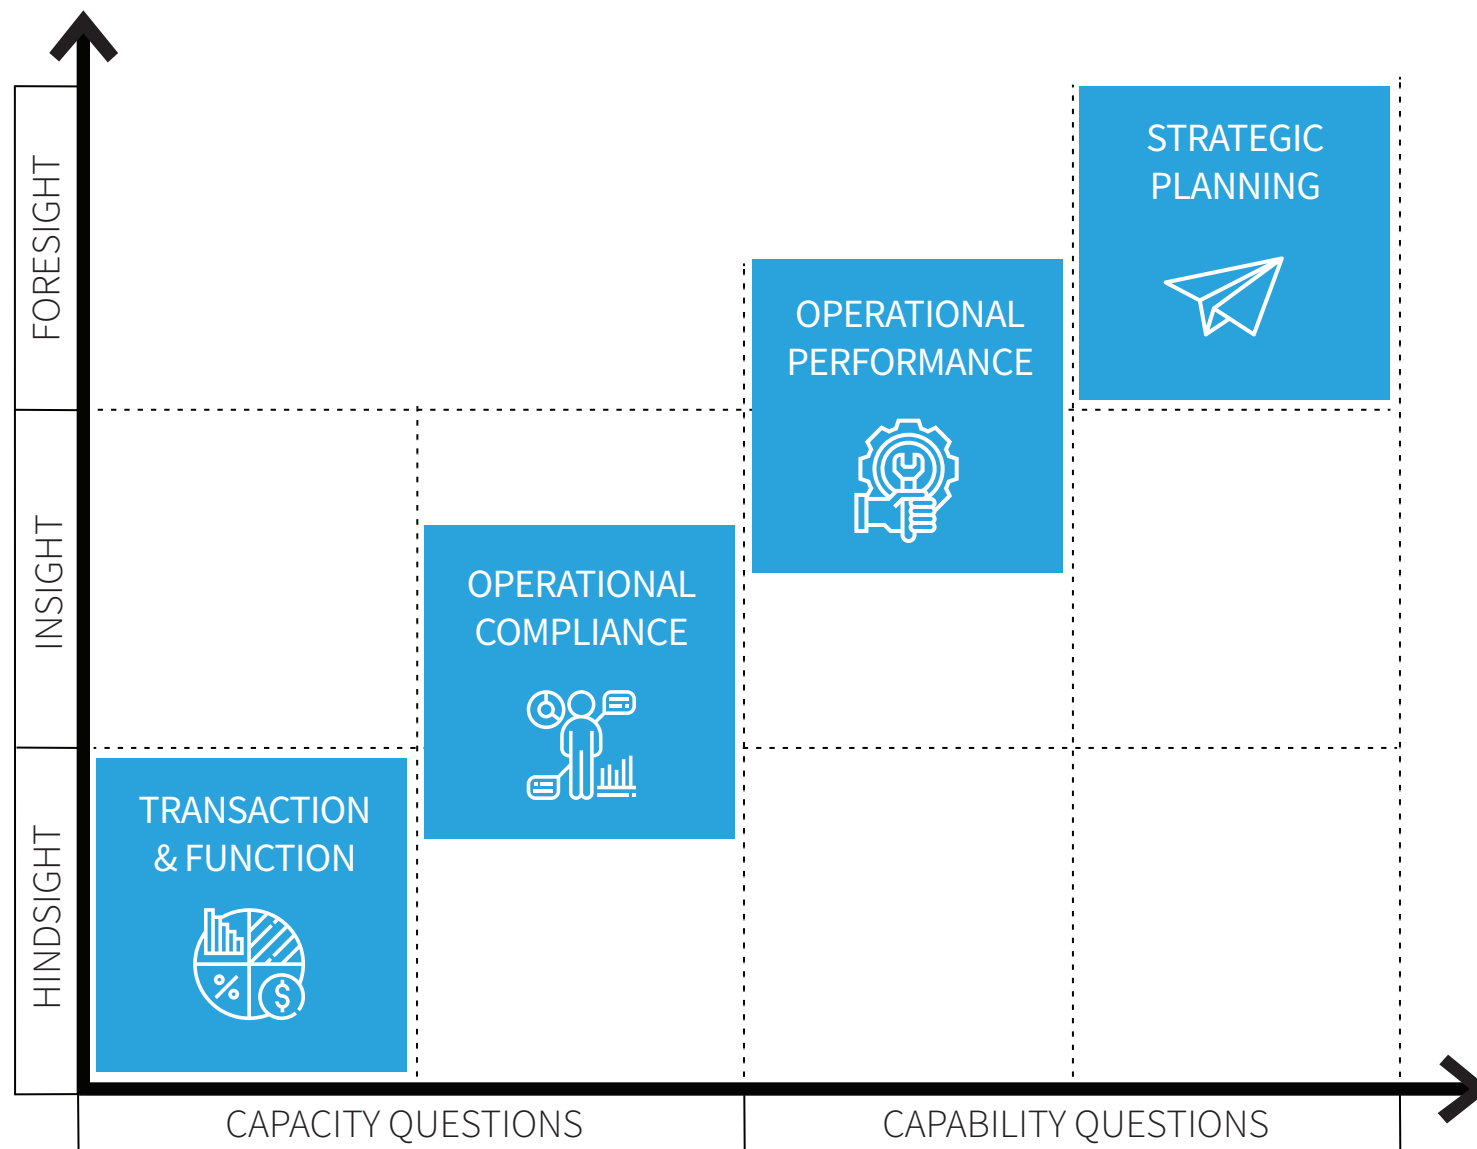 FORESIGHT
INSIGHT
HINDSIGHT
STRATEGIC
PLANNING
OPERATIONAL
PERFORMANCE
OPERATIONAL
COMPLIANCE
TRANSACTION
& FUNCTION
%
$
CAPACITY QUESTIONS
CAPABILITY QUESTIONS